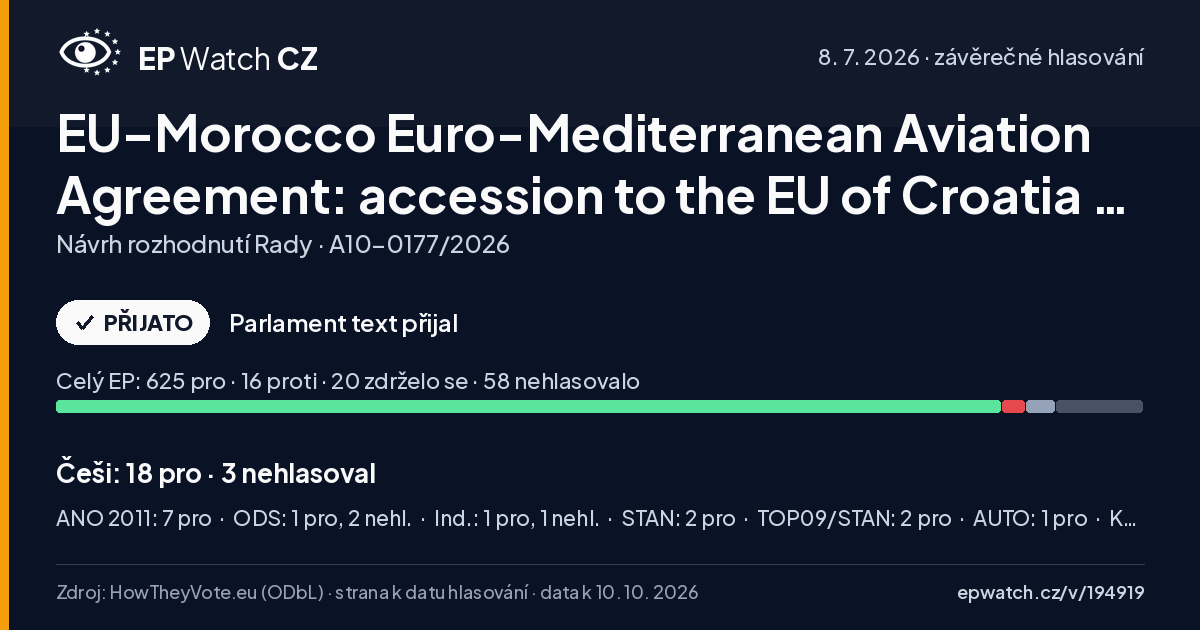 EP Watch CZ
8. 7. 2026 · závěrečné hlasování
EU–Morocco Euro-Mediterranean Aviation
Agreement: accession to the EU of Croatia …
Návrh rozhodnutí Rady · A10–0177/2026
✓ PŘIJATO
Parlament text přijal
Celý EP: 625 pro · 16 proti · 20 zdrželo se · 58 nehlasovalo
Češi: 18 pro · 3 nehlasoval
ANO 2011: 7 pro · ODS: 1 pro, 2 nehl. · Ind.: 1 pro, 1 nehl. · STAN: 2 pro · TOP09/STAN: 2 pro · AUTO: 1 pro · K…
Zdroj: HowTheyVote.eu (ODbL) · strana k datu hlasování · data k 10. 10. 2026
epwatch.cz/v/194919